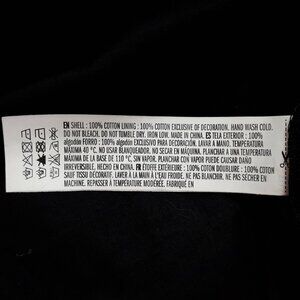 EN SHELL : 100% COTTON LINING : 100% COTTON EXCLUSIVE OF DECORATION. HAND WASH COLD.
DO NOT BLEACH. DO NOT TUMBLE DRY. IRON LOW. MADE IN CHINA. ES TELA EXTERIOR : 100%
algodón FORRO : 100% algodón EXCLUSIVO PARA DECORACIÓN. LAVAR A MANO. TEMPERATURA
MÁXIMA 40 °C. NO USAR BLANQUEADOR. NO SECAR EN MÁQUINA. PLANCHAR A UNA TEMPERATURA
MÁXIMA DE LA BASE DE 110 °C, SIN VAPOR. PLANCHAR CON VAPOR PUEDE CAUSAR DAÑO
IRREVERSIBLE. HECHO EN CHINA. FR ÉTOFFE EXTÉRIEURE : 100% COTON DOUBLURE : 100% COTON
SAUF TISSU DÉCORATIF. LAVER À LA MAIN À L'EAU FROIDE. NE PAS BLANCHIR. NE PAS SÉCHER EN
MACHINE. REPASSER À TEMPÉRATURE MODÉRÉE. FABRIQUÉ EN